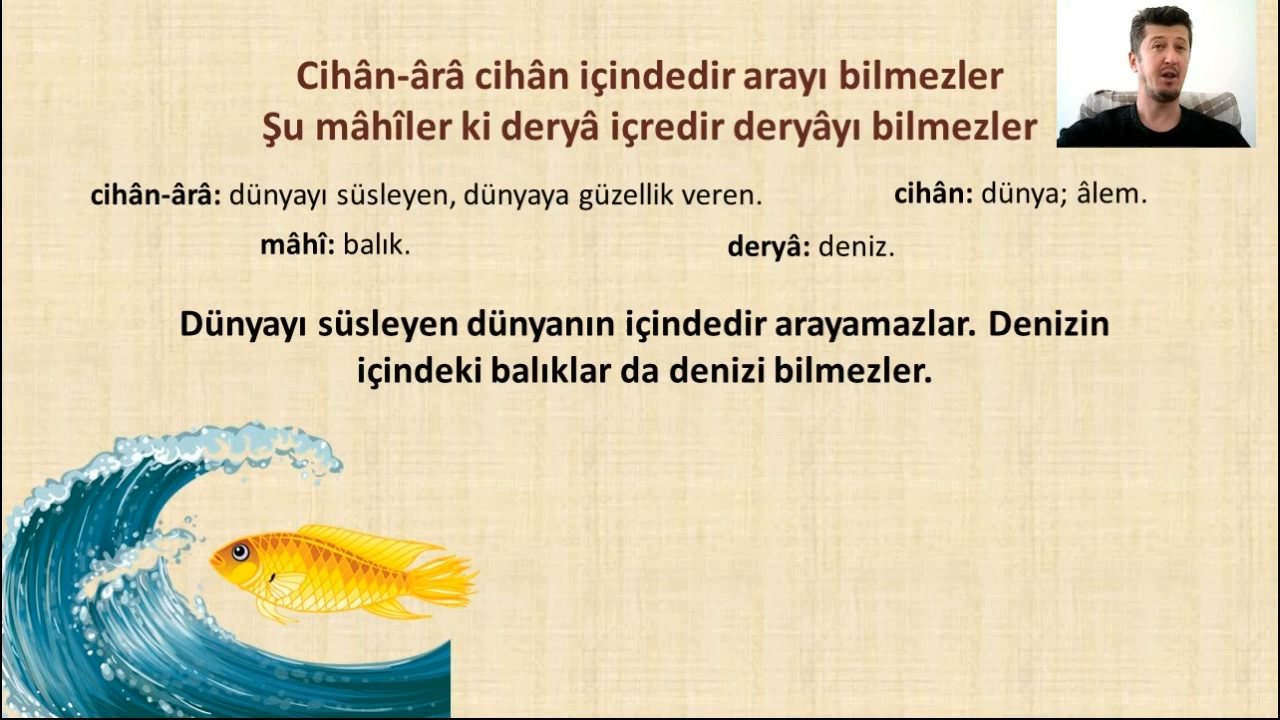 Cihân-ârâ cihân içindedir arayı bilmezler
Şu mâhîler ki deryâ içredir deryâyı bilmezler
cihân-ârâ: dünyayı süsleyen, dünyaya güzellik veren.
cihân: dünya; âlem.
mâhî: balık.
deryâ: deniz.
Dünyayı süsleyen dünyanın içindedir arayamazlar. Denizin
içindeki balıklar da denizi bilmezler.